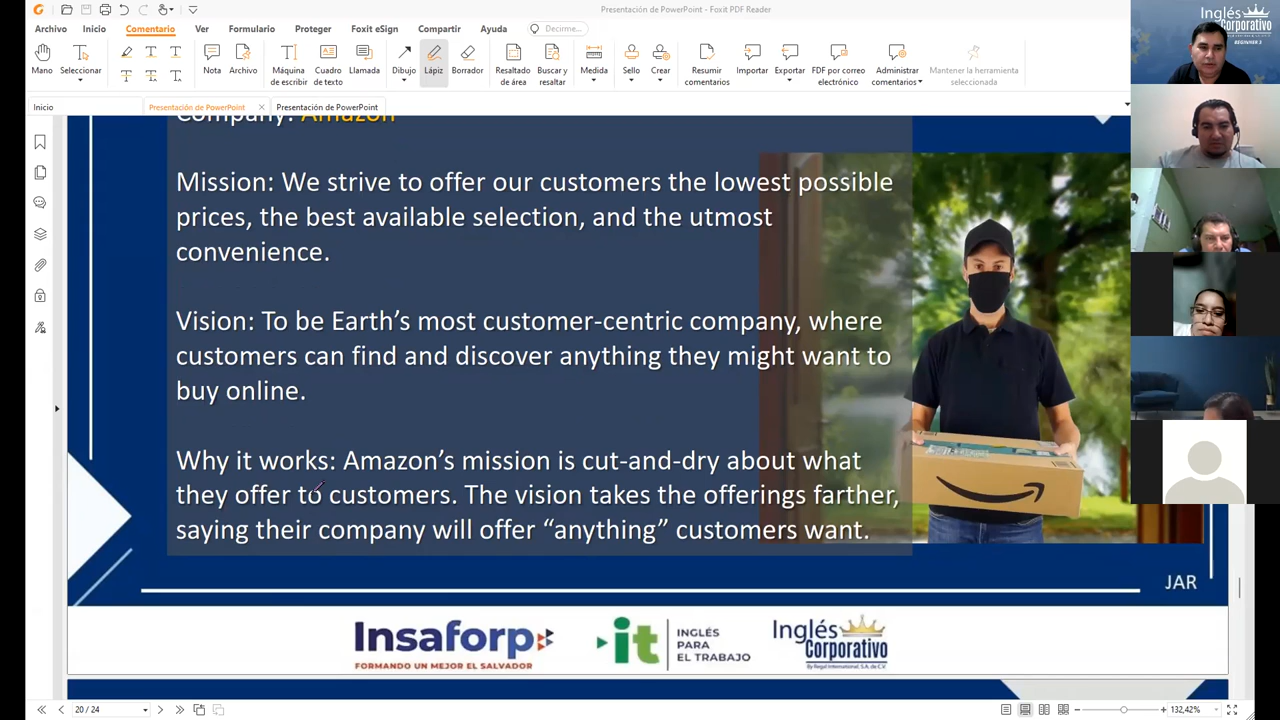 Presentación de PowerPoint - Foxit PDF Reader
Archivo Inicio Comentario Ver Formulario Proteger Foxit eSign Compartir Ayuda Decirme...
Mano Seleccionar Nota Archivo Máquina de escribir Cuadro de texto Llamada Dibujo Lápiz Borrador Resaltado de área Buscar y resaltar Medida Sello Crear Resumir comentarios Importar Exportar PDF por correo electrónico Administrar comentarios Mantener la herramienta seleccionada
Inicio Presentación de PowerPoint Presentación de PowerPoint
Company: Amazon
Mission: We strive to offer our customers the lowest possible
prices, the best available selection, and the utmost
convenience.
Vision: To be Earth’s most customer-centric company, where
customers can find and discover anything they might want to
buy online.
Why it works: Amazon’s mission is cut-and-dry about what
they offer to customers. The vision takes the offerings farther,
saying their company will offer “anything” customers want.
JAR
Insaforp
FORMANDO UN MEJOR EL SALVADOR
it
INGLÉS
PARA
EL TRABAJO
Inglés
Corporativo
By Regal International, S.A. de C.V.
20 / 24
132,42%
Inglés
Corporativo
BEGINNER 2